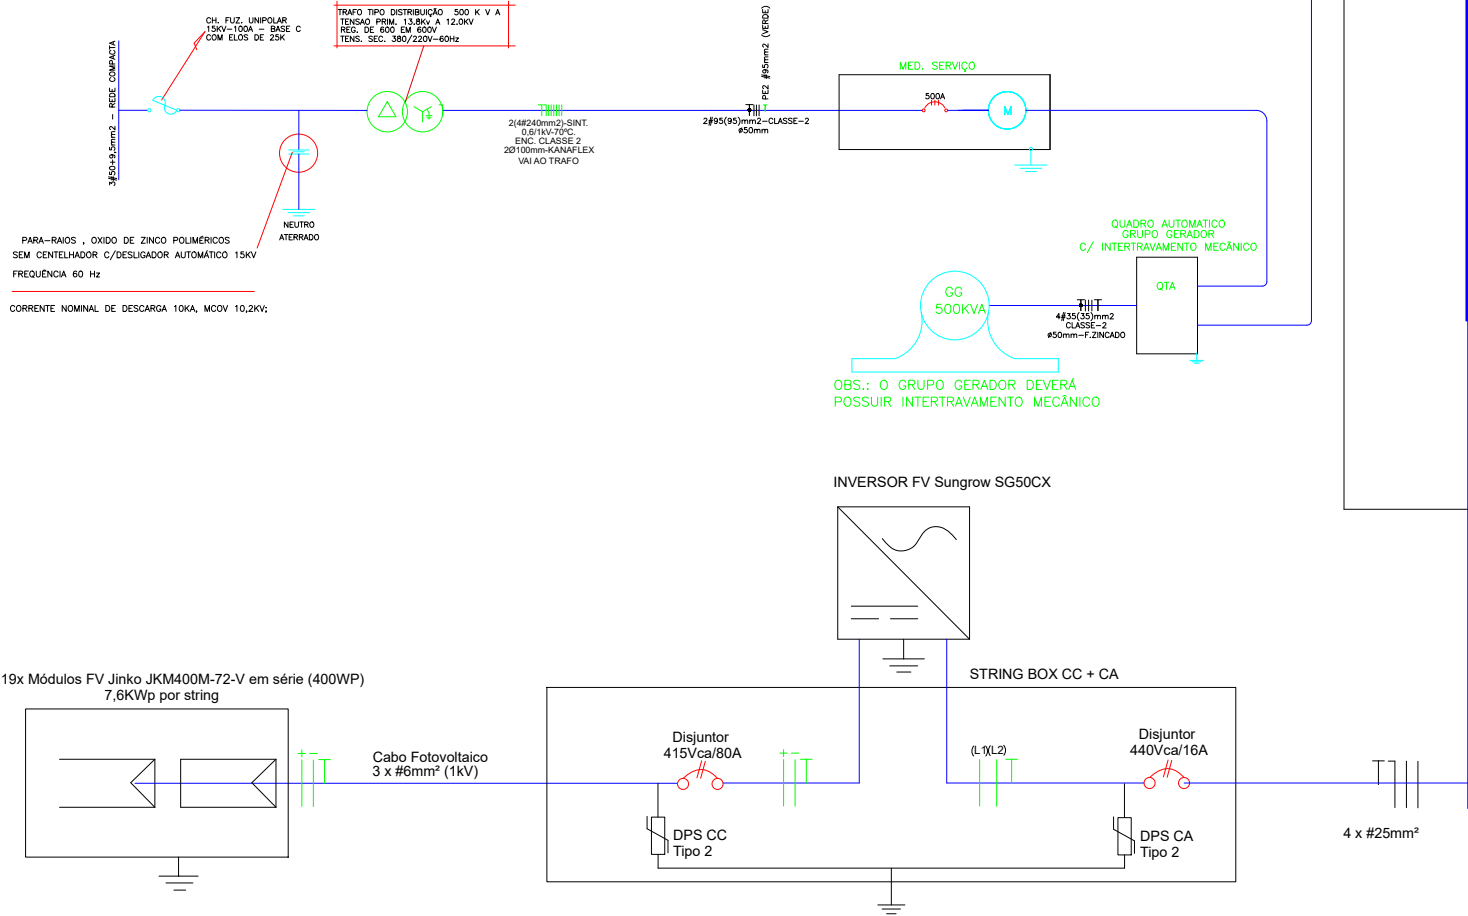 CH. FUZ. UNIPOLAR
15KV-100A - BASE C
COM ELOS DE 25K
TRAFO TIPO DISTRIBUIÇÃO 500 K V A
TENSAO PRIM. 13.8Kv A 12.0KV
REG. DE 600 EM 600V
TENS. SEC. 380/220V-60Hz
3#50+9,5mm2 - REDE COMPACTA
NEUTRO
ATERRADO
PARA-RAIOS , OXIDO DE ZINCO POLIMÉRICOS
SEM CENTELHADOR C/DESLIGADOR AUTOMÁTICO 15KV
FREQUÊNCIA 60 Hz
CORRENTE NOMINAL DE DESCARGA 10KA, MCOV 10,2KV;
2(4#240mm2)-SINT.
0,6/1kV-70ºC.
ENC. CLASSE 2
2Ø100mm-KANAFLEX
VAI AO TRAFO
PE2 #95mm2 (VERDE)
2#95(95)mm2-CLASSE-2
ø50mm
MED. SERVIÇO
500A
M
QUADRO AUTOMATICO
GRUPO GERADOR
C/ INTERTRAVAMENTO MECÂNICO
QTA
GG
500KVA
4#35(35)mm2
CLASSE-2
ø50mm-F.ZINCADO
OBS.: O GRUPO GERADOR DEVERÁ
POSSUIR INTERTRAVAMENTO MECÂNICO
INVERSOR FV Sungrow SG50CX
STRING BOX CC + CA
19x Módulos FV Jinko JKM400M-72-V em série (400WP)
7,6KWp por string
+ -
Cabo Fotovoltaico
3 x #6mm² (1kV)
Disjuntor
415Vca/80A
+ -
(L1)(L2)
Disjuntor
440Vca/16A
DPS CC
Tipo 2
DPS CA
Tipo 2
4 x #25mm²